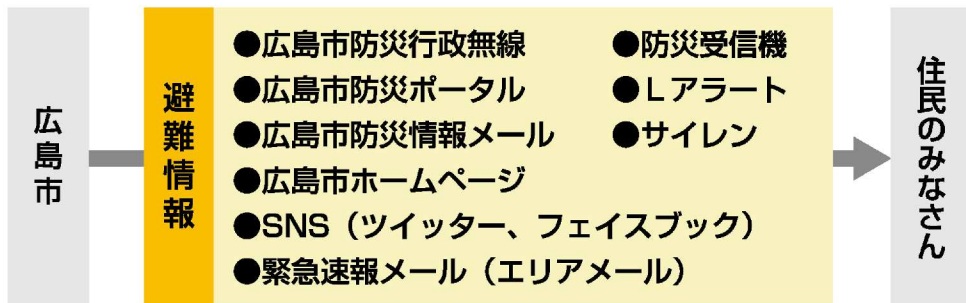 広島市
避難情報
●広島市防災行政無線
●広島市防災ポータル
●広島市防災情報メール
●広島市ホームページ
●SNS（ツイッター、フェイスブック）
●緊急速報メール（エリアメール）
●防災受信機
●Lアラート
●サイレン
住民のみなさん